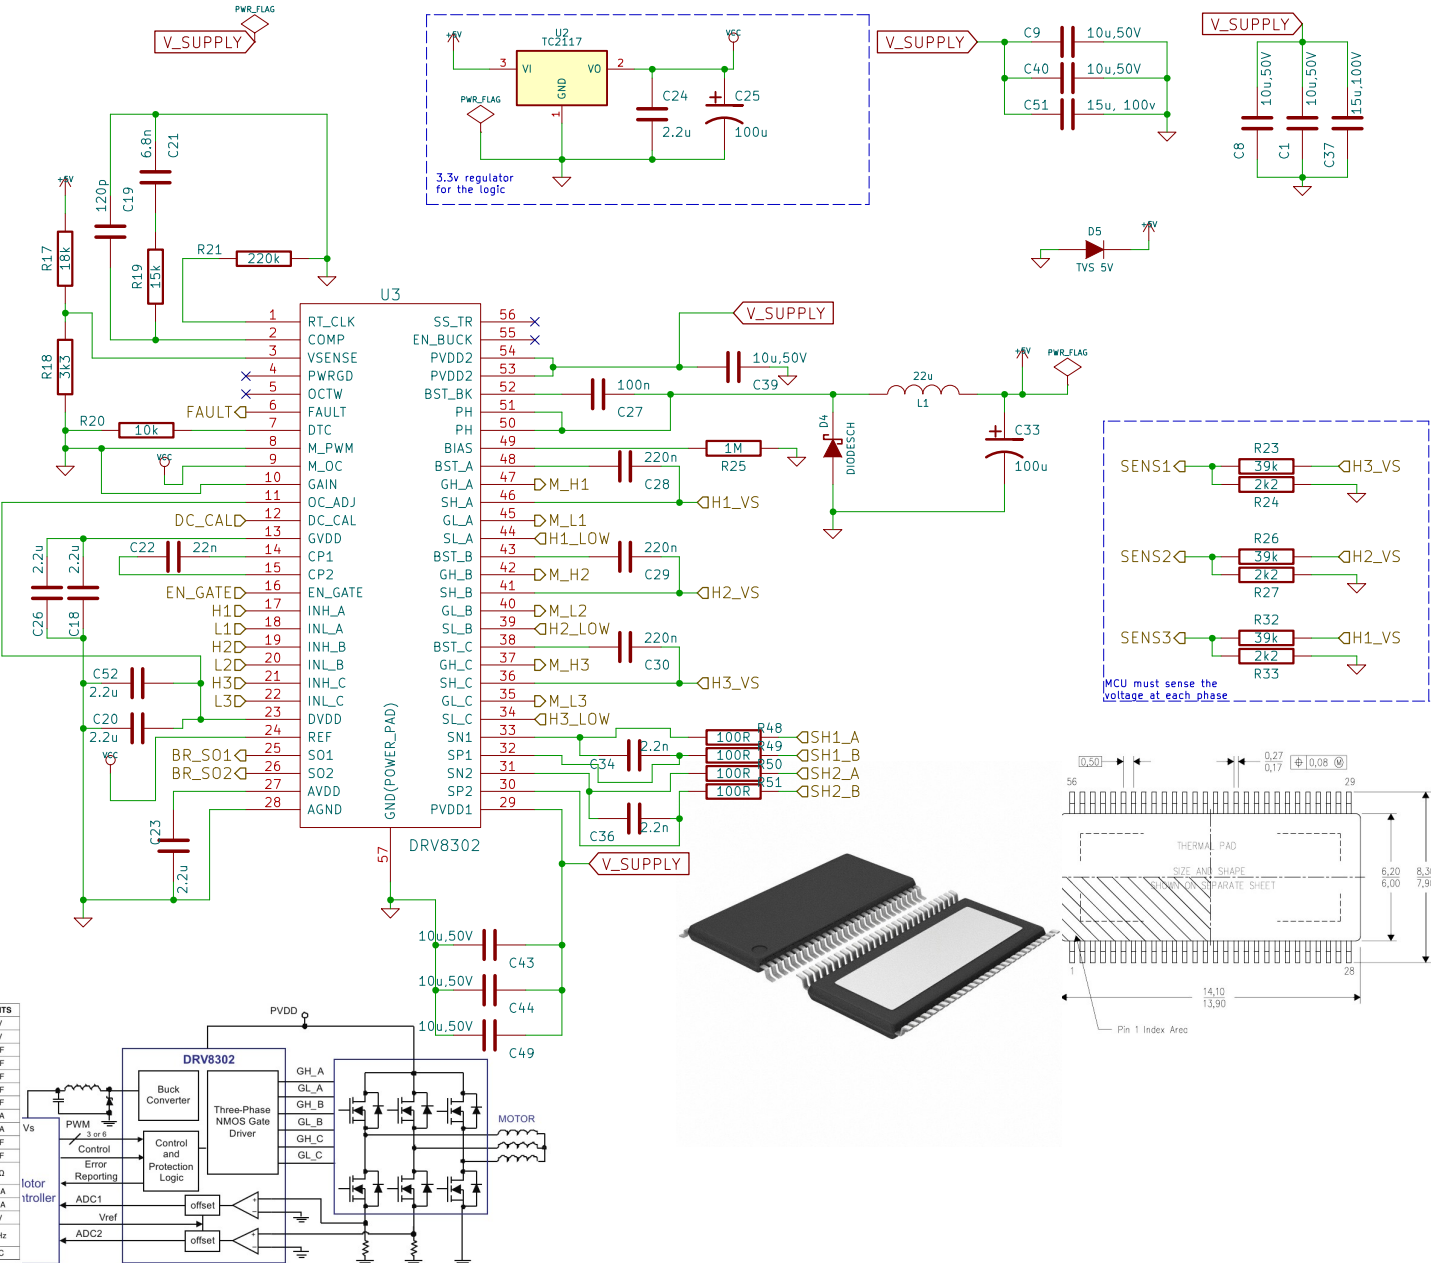 PWR_FLAG
V_SUPPLY
+5V
U2
TC2117
VI
VO
GND
3
2
1
VCC
PWR_FLAG
C24
2.2u
C25
100u
3.3v regulator
for the logic
V_SUPPLY
C9
10u,50V
C40
10u,50V
C51
15u, 100v
V_SUPPLY
10u,50V
10u,50V
15u,100V
C8
C1
C37
6.8n
C21
120p
C19
+5V
R17
18k
R19
15k
R21
220k
R18
3k3
D5
TVS 5V
+5V
U3
1 RT_CLK
2 COMP
3 VSENSE
4 PWRGD
5 OCTW
FAULT 6 FAULT
R20 10k 7 DTC
8 M_PWM
VCC 9 M_OC
10 GAIN
11 OC_ADJ
DC_CAL 12 DC_CAL
13 GVDD
C22 22n 14 CP1
15 CP2
EN_GATE 16 EN_GATE
H1 17 INH_A
L1 18 INL_A
H2 19 INH_B
L2 20 INL_B
H3 21 INH_C
L3 22 INL_C
23 DVDD
24 REF
BR_SO1 25 SO1
BR_SO2 26 SO2
27 AVDD
28 AGND
2.2u
2.2u
C26
C18
C52
2.2u
C20
2.2u
VCC
C23
2.2u
SS_TR 56
EN_BUCK 55
PVDD2 54
PVDD2 53
BST_BK 52
PH 51
PH 50
BIAS 49
BST_A 48
GH_A 47 M_H1
SH_A 46 H1_VS
GL_A 45 M_L1
SL_A 44 H1_LOW
BST_B 43
GH_B 42 M_H2
SH_B 41 H2_VS
GL_B 40 M_L2
SL_B 39 H2_LOW
BST_C 38
GH_C 37 M_H3
SH_C 36 H3_VS
GL_C 35 M_L3
SL_C 34 H3_LOW
SN1 33
SP1 32
SN2 31
SP2 30
PVDD1 29
GND(POWER_PAD)
57
DRV8302
V_SUPPLY
10u,50V
C39
100n
C27
22u
L1
+5V
PWR_FLAG
D4
DIODESCH
C33
100u
1M
R25
220n
C28
220n
C29
220n
C30
R48
100R SH1_A
R49
100R SH1_B
R50
100R SH2_A
R51
100R SH2_B
2.2n
C34
2.2n
C36
V_SUPPLY
10u,50V
C43
10u,50V
C44
10u,50V
C49
R23
SENS1 39k H3_VS
2k2
R24
R26
SENS2 39k H2_VS
2k2
R27
R32
SENS3 39k H1_VS
2k2
R33
MCU must sense the
voltage at each phase
0,50
0,27
0,17
0,08 M
56
29
THERMAL PAD
SIZE AND SHAPE
SHOWN ON SEPARATE SHEET
6,20
6,00
8,3
7,9
1
28
14,10
13,90
Pin 1 Index Area
PVDD
DRV8302
Buck
Converter
Three-Phase
NMOS Gate
Driver
Control
and
Protection
Logic
GH_A
GL_A
GH_B
GL_B
GH_C
GL_C
MOTOR
Vs
PWM
3 or 6
Control
Error
Reporting
ADC1
Vref
ADC2
offset
offset